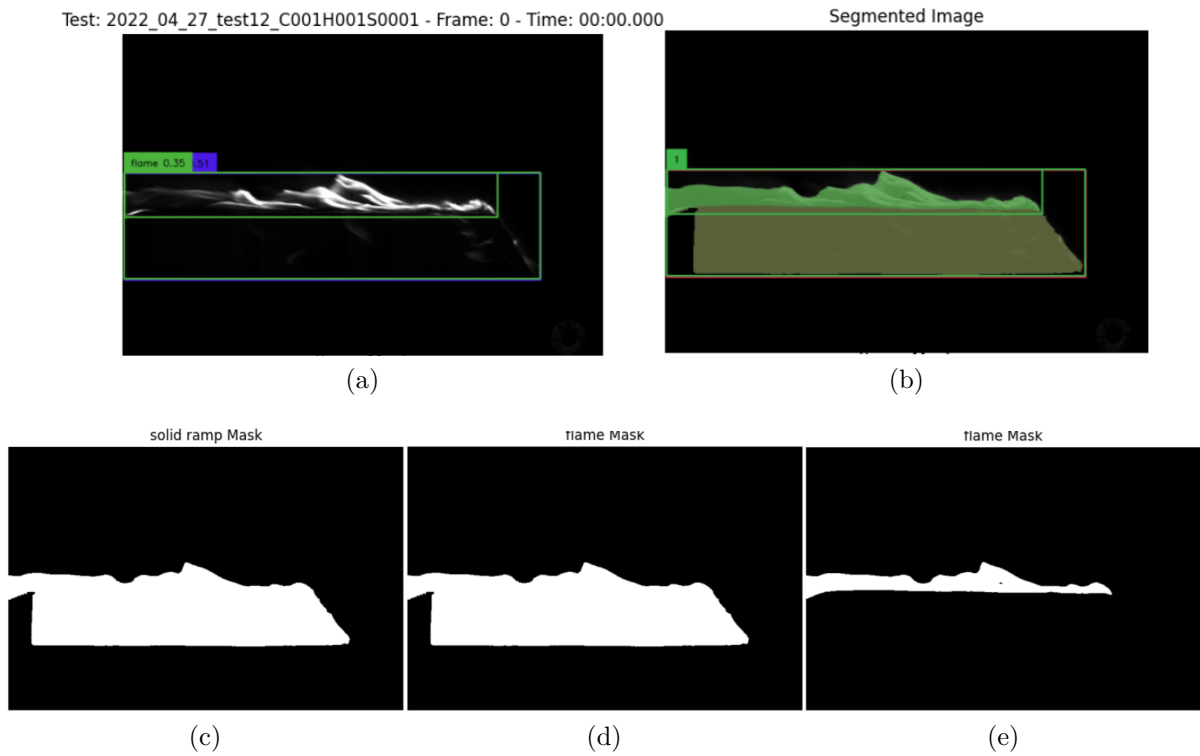 Test: 2022_04_27_test12_C001H001S0001 - Frame: 0 - Time: 00:00.000
Segmented Image
flame 0.35 .51
1
(a)
(b)
solid ramp Mask
flame Mask
flame Mask
(c)
(d)
(e)